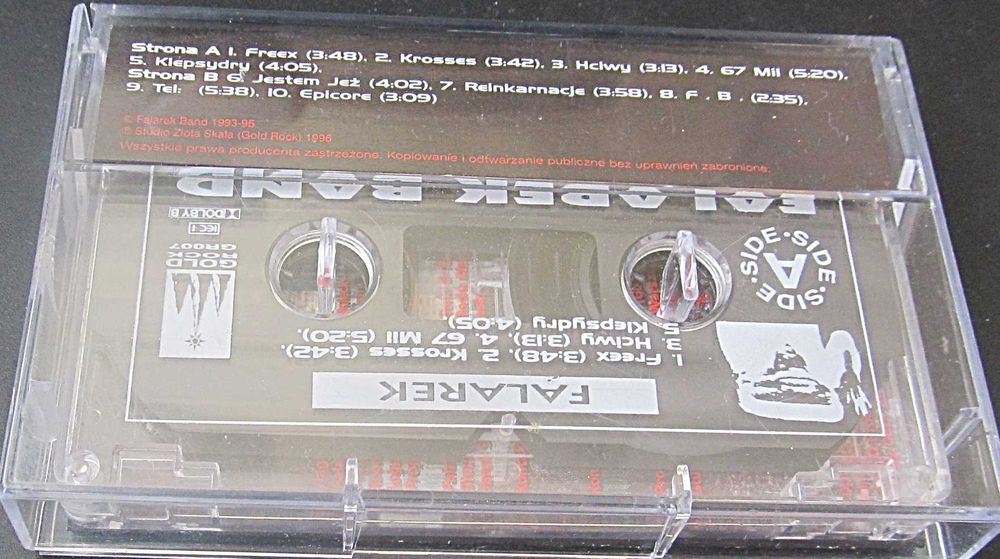 Strona A 1. Freex (3:48), 2. Krosses (3:42), 3. Hciwy (3:13), 4. 67 Mil (5:20),
5. Klepsydry (4:05),
Strona B 6. Jestem Jeż (4:02), 7. Reinkarnacje (3:58), 8. F . B . (2:35),
9. Tel: (5:38), 10. Epicore (3:09)
© Falarek Band 1993-95
℗ Studio Złota Skała (Gold Rock) 1996
Wszystkie prawa producenta zastrzeżone. Kopiowanie i odtwarzanie publiczne bez uprawnień zabronione.
FALAREK BAND
DOLBY B
IEC I
GOLD
ROCK
GR007
SIDE·SIDE·SIDE·SIDE·
A
FALAREK
1. Freex (3:48), 2. Krosses (3:42),
3. Hciwy (3:13), 4. 67 Mil (5:20),
5. Klepsydry (4:05)